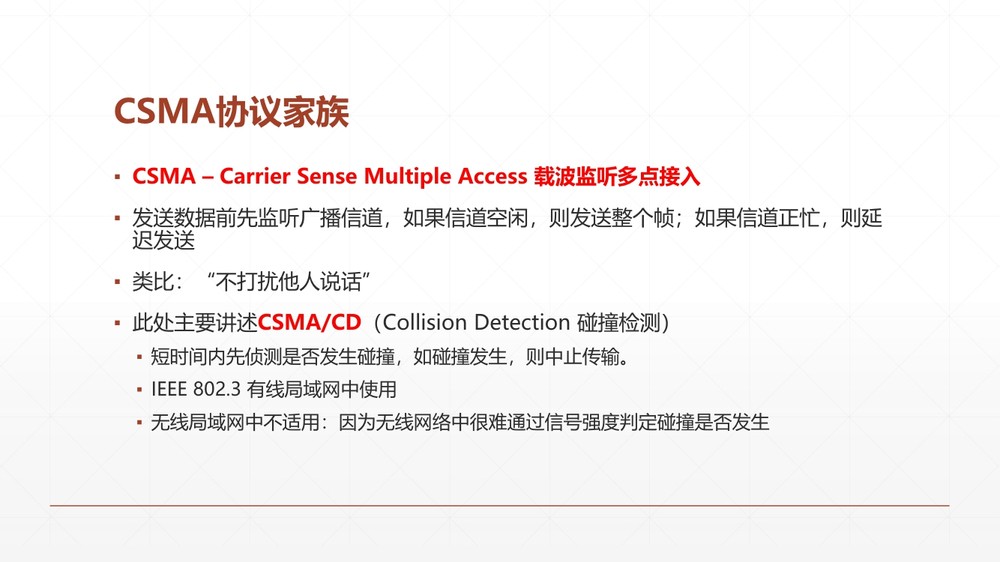 CSMA协议家族
▪ CSMA – Carrier Sense Multiple Access 载波监听多点接入
▪ 发送数据前先监听广播信道，如果信道空闲，则发送整个帧；如果信道正忙，则延
迟发送
▪ 类比：“不打扰他人说话”
▪ 此处主要讲述CSMA/CD（Collision Detection 碰撞检测）
▪ 短时间内先侦测是否发生碰撞，如碰撞发生，则中止传输。
▪ IEEE 802.3 有线局域网中使用
▪ 无线局域网中不适用：因为无线网络中很难通过信号强度判定碰撞是否发生